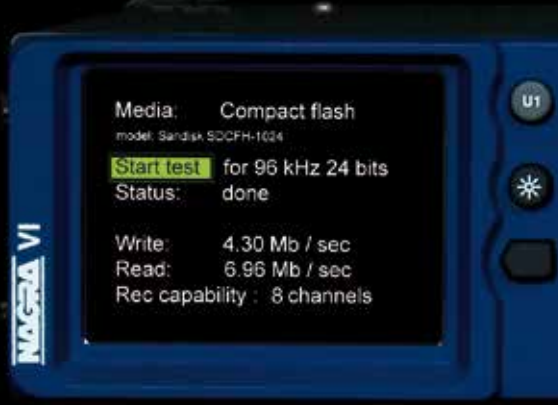 Media: Compact flash
model: Sandisk SDCFH-1024
Start test for 96 kHz 24 bits
Status: done
Write: 4.30 Mb / sec
Read: 6.96 Mb / sec
Rec capability : 8 channels
NAGRA VI
U1